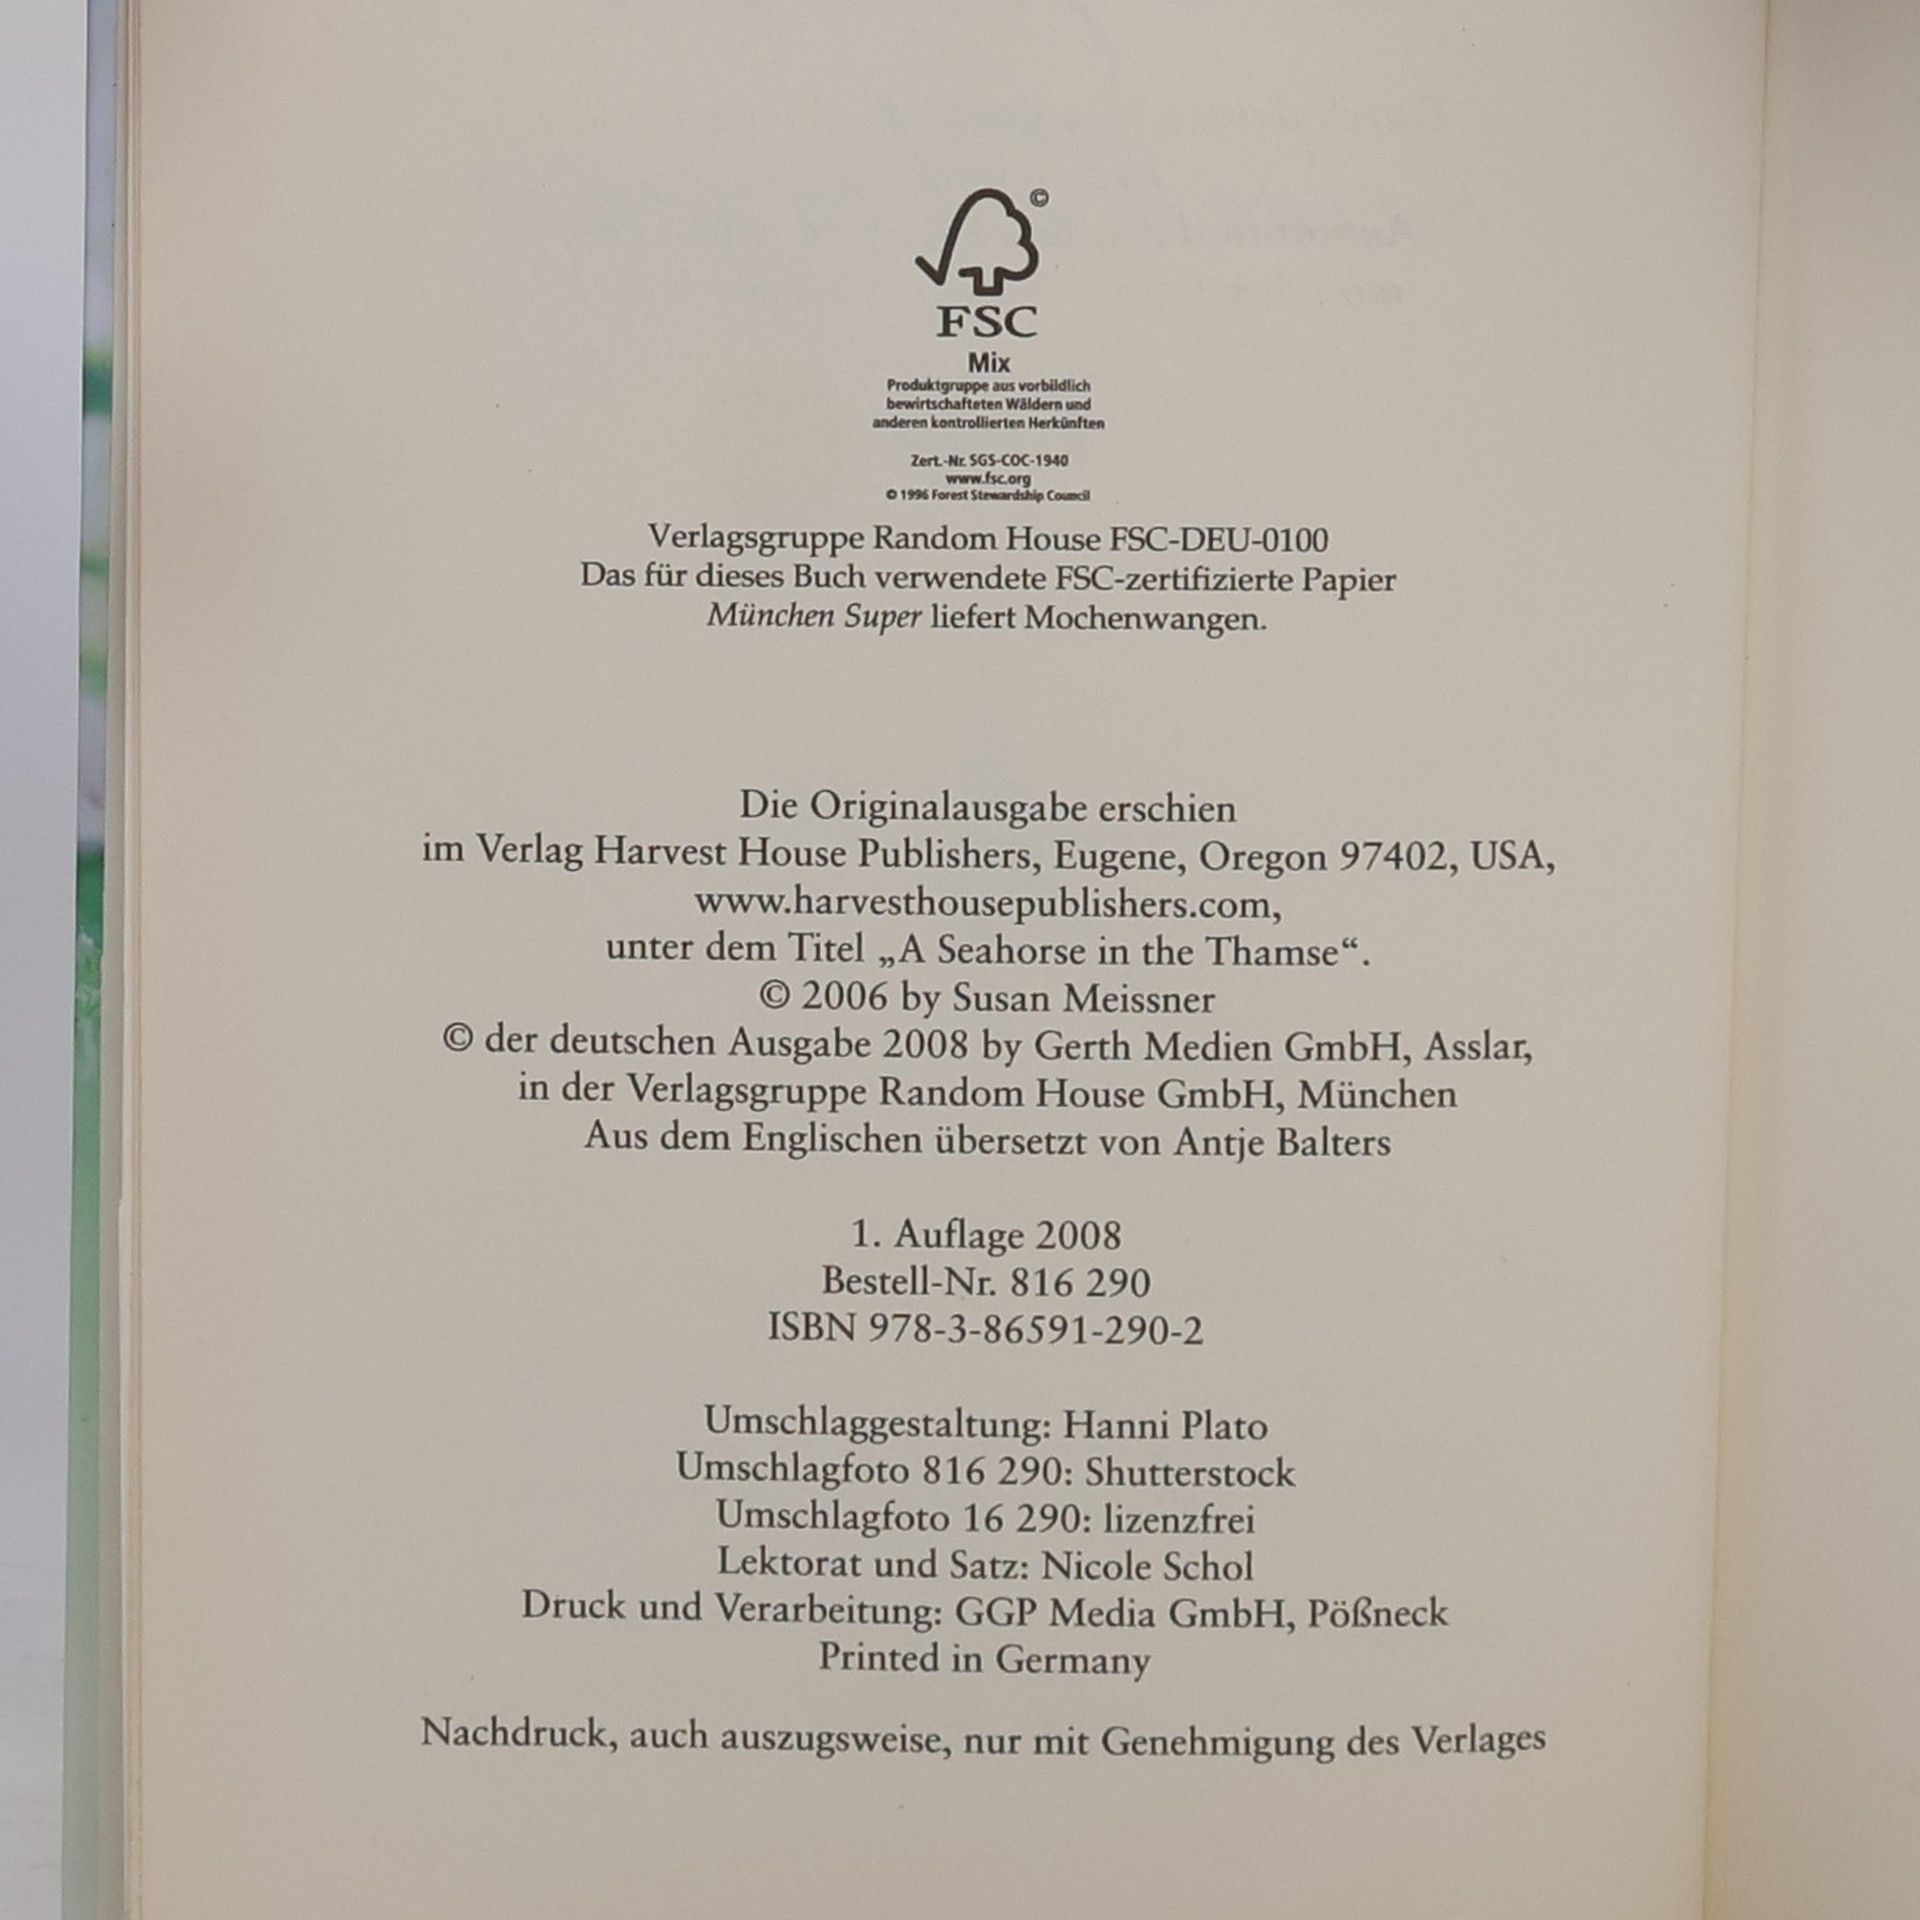 ©
FSC
Mix
Produktgruppe aus vorbildlich
bewirtschafteten Wäldern und
anderen kontrollierten Herkünften
Zert.-Nr. SGS-COC-1940
www.fsc.org
© 1996 Forest Stewardship Council
Verlagsgruppe Random House FSC-DEU-0100
Das für dieses Buch verwendete FSC-zertifizierte Papier
München Super liefert Mochenwangen.
Die Originalausgabe erschien
im Verlag Harvest House Publishers, Eugene, Oregon 97402, USA,
www.harvesthousepublishers.com,
unter dem Titel „A Seahorse in the Thamse“.
© 2006 by Susan Meissner
© der deutschen Ausgabe 2008 by Gerth Medien GmbH, Asslar,
in der Verlagsgruppe Random House GmbH, München
Aus dem Englischen übersetzt von Antje Balters
1. Auflage 2008
Bestell-Nr. 816 290
ISBN 978-3-86591-290-2
Umschlaggestaltung: Hanni Plato
Umschlagfoto 816 290: Shutterstock
Umschlagfoto 16 290: lizenzfrei
Lektorat und Satz: Nicole Schol
Druck und Verarbeitung: GGP Media GmbH, Pößneck
Printed in Germany
Nachdruck, auch auszugsweise, nur mit Genehmigung des Verlages